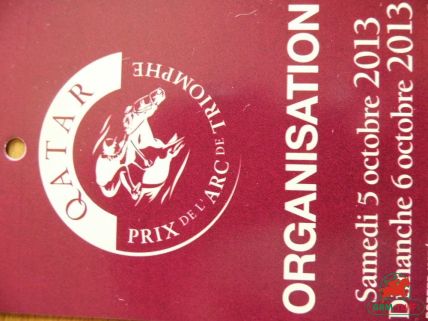 QATAR
PRIX DE L'ARC DE TRIOMPHE
ORGANISATION
Samedi 5 octobre 2013
Dimanche 6 octobre 2013